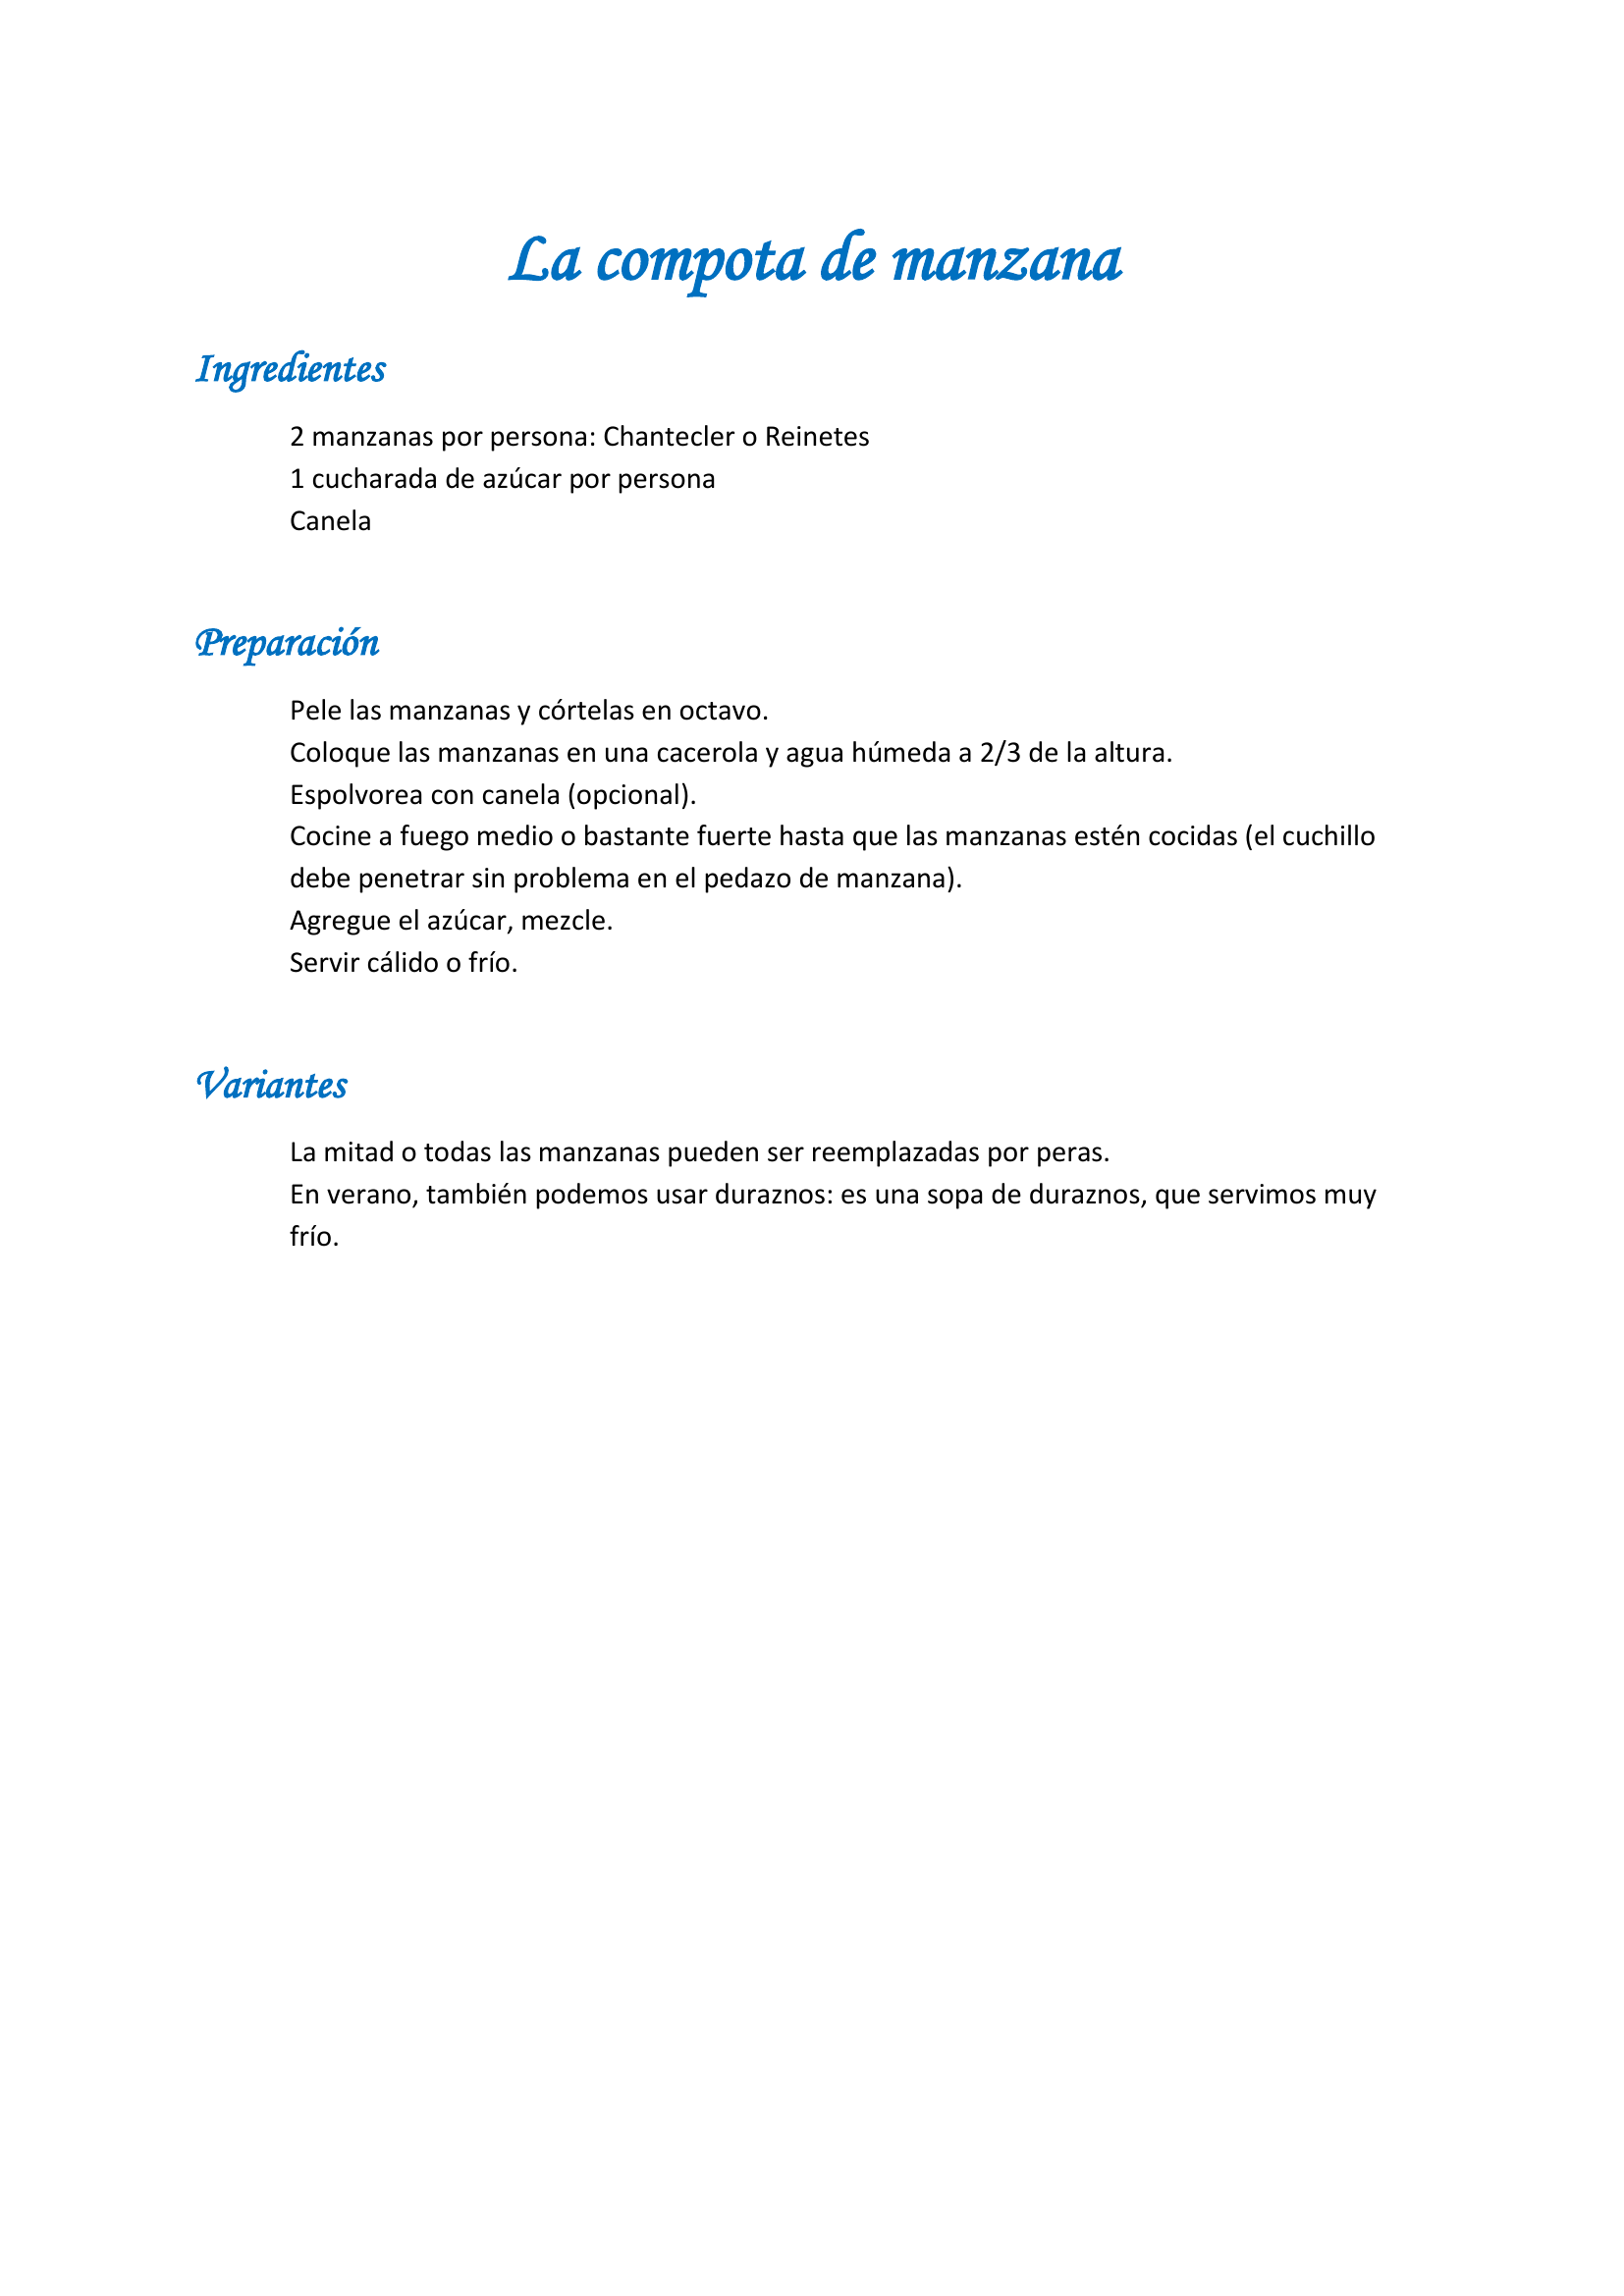 La compota de manzana
Ingredientes
2 manzanas por persona: Chantecler o Reinetes
1 cucharada de azúcar por persona
Canela
Preparación
Pele las manzanas y córtelas en octavo.
Coloque las manzanas en una cacerola y agua húmeda a 2/3 de la altura.
Espolvorea con canela (opcional).
Cocine a fuego medio o bastante fuerte hasta que las manzanas estén cocidas (el cuchillo
debe penetrar sin problema en el pedazo de manzana).
Agregue el azúcar, mezcle.
Servir cálido o frío.
Variantes
La mitad o todas las manzanas pueden ser reemplazadas por peras.
En verano, también podemos usar duraznos: es una sopa de duraznos, que servimos muy
frío.